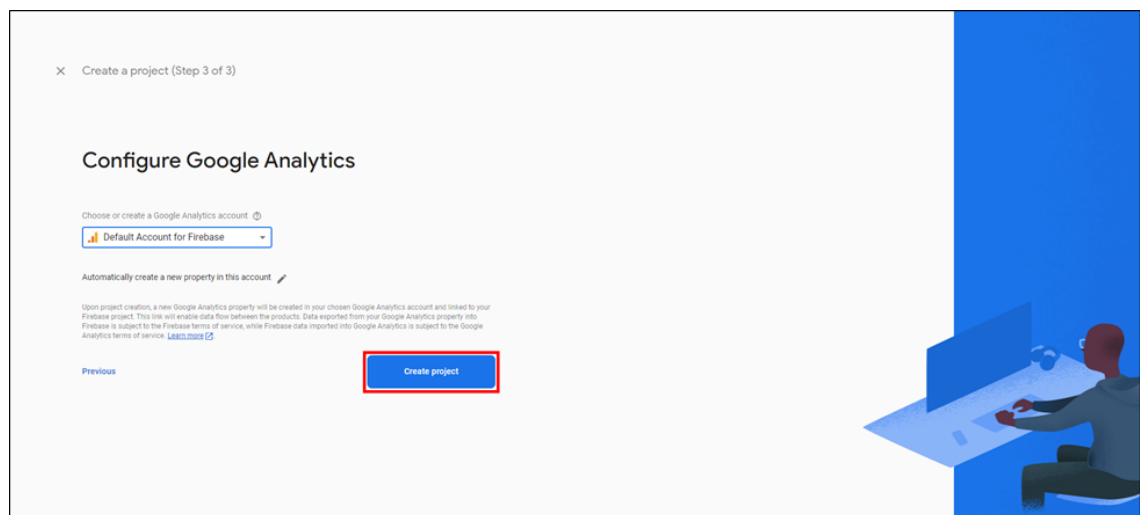 Create a project (Step 3 of 3)
Configure Google Analytics
Choose or create a Google Analytics account
Default Account for Firebase
Automatically create a new property in this account
Upon project creation, a new Google Analytics property will be created in your chosen Google Analytics account and linked to your
Firebase project. This link will enable data flow between the products. Data exported from your Google Analytics property into
Firebase is subject to the Firebase terms of service, while Firebase data imported into Google Analytics is subject to the Google
Analytics terms of service. Learn more
Previous
Create project